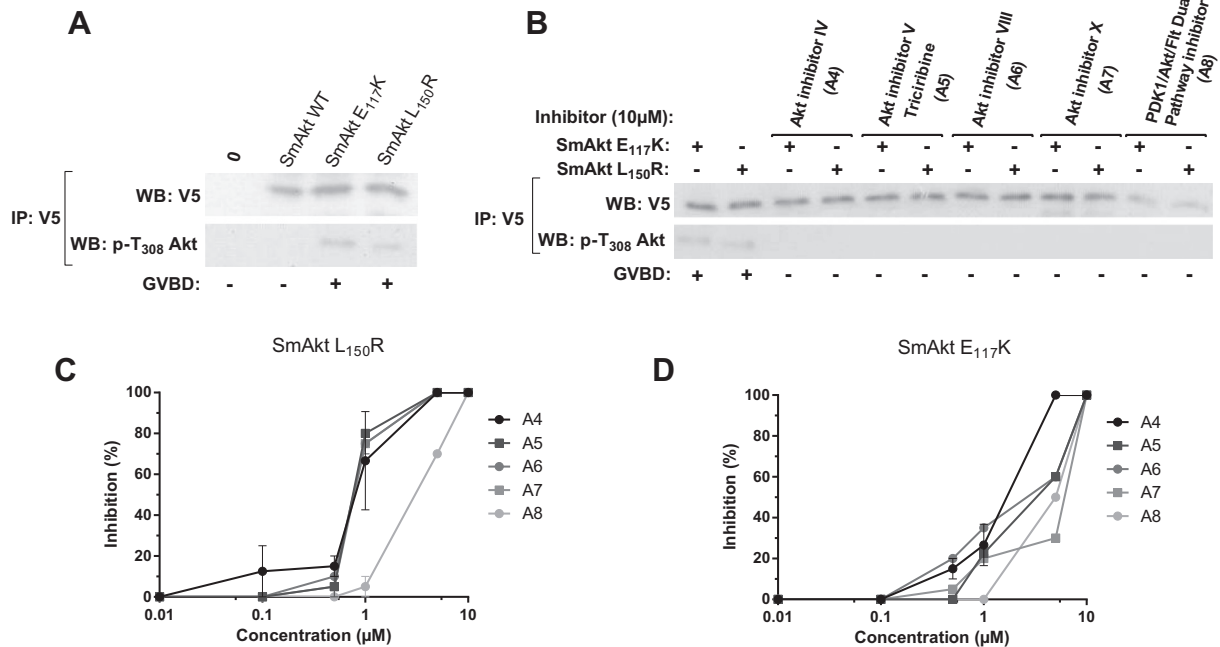 A
0
SmAkt WT
SmAkt E117K
SmAkt L150R
IP: V5
WB: V5
WB: p-T308 Akt
GVBD: - - + +
B
Inhibitor (10µM):
Akt inhibitor IV
(A4)
Akt inhibitor V
Triciribine
(A5)
Akt inhibitor VIII
(A6)
Akt inhibitor X
(A7)
PDK1/Akt/Flt Dual
Pathway inhibitor
(A8)
SmAkt E117K: + - + - + - + - + - + -
SmAkt L150R: - + - + - + - + - + - +
IP: V5
WB: V5
WB: p-T308 Akt
GVBD: + + - - - - - - - - - -
C
SmAkt L150R
Inhibition (%)
100
80
60
40
20
0
0.01 0.1 1 10
Concentration (µM)
A4
A5
A6
A7
A8
D
SmAkt E117K
Inhibition (%)
100
80
60
40
20
0
0.01 0.1 1 10
Concentration (µM)
A4
A5
A6
A7
A8